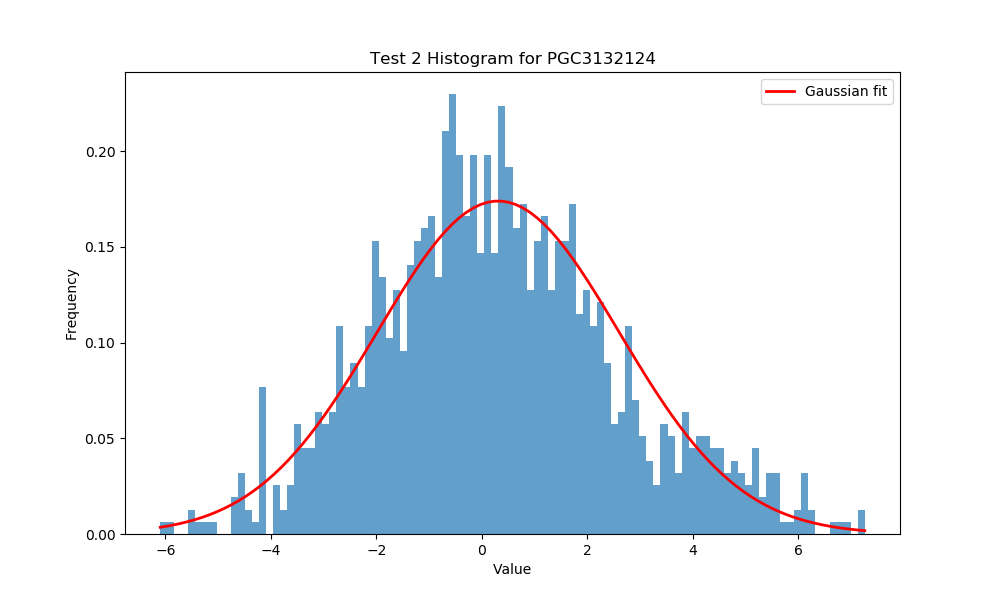 Test 2 Histogram for PGC3132124
Gaussian fit
0.20
0.15
0.10
0.05
0.00
Frequency
−6 −4 −2 0 2 4 6
Value